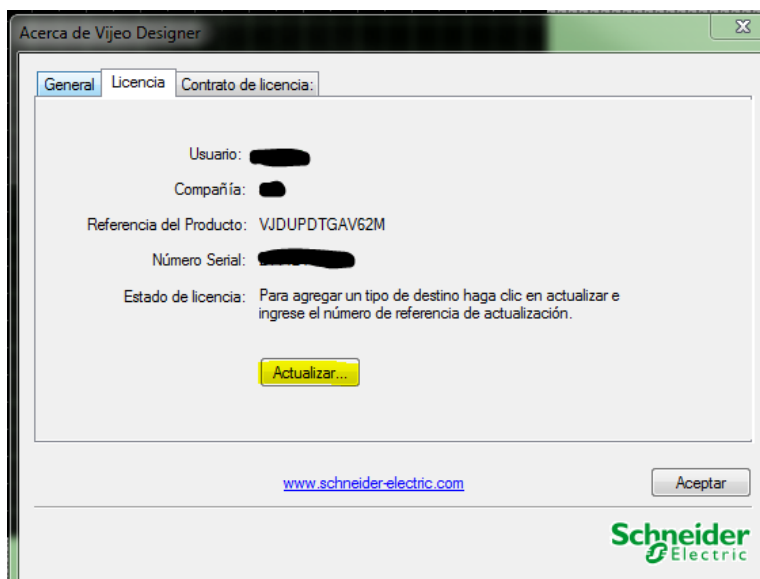 Acerca de Vijeo Designer
General
Licencia
Contrato de licencia:
Usuario:
Compañía:
Referencia del Producto: VJDUPDTGAV62M
Número Serial:
Estado de licencia: Para agregar un tipo de destino haga clic en actualizar e
ingrese el número de referencia de actualización.
Actualizar...
www.schneider-electric.com
Aceptar
Schneider
Electric